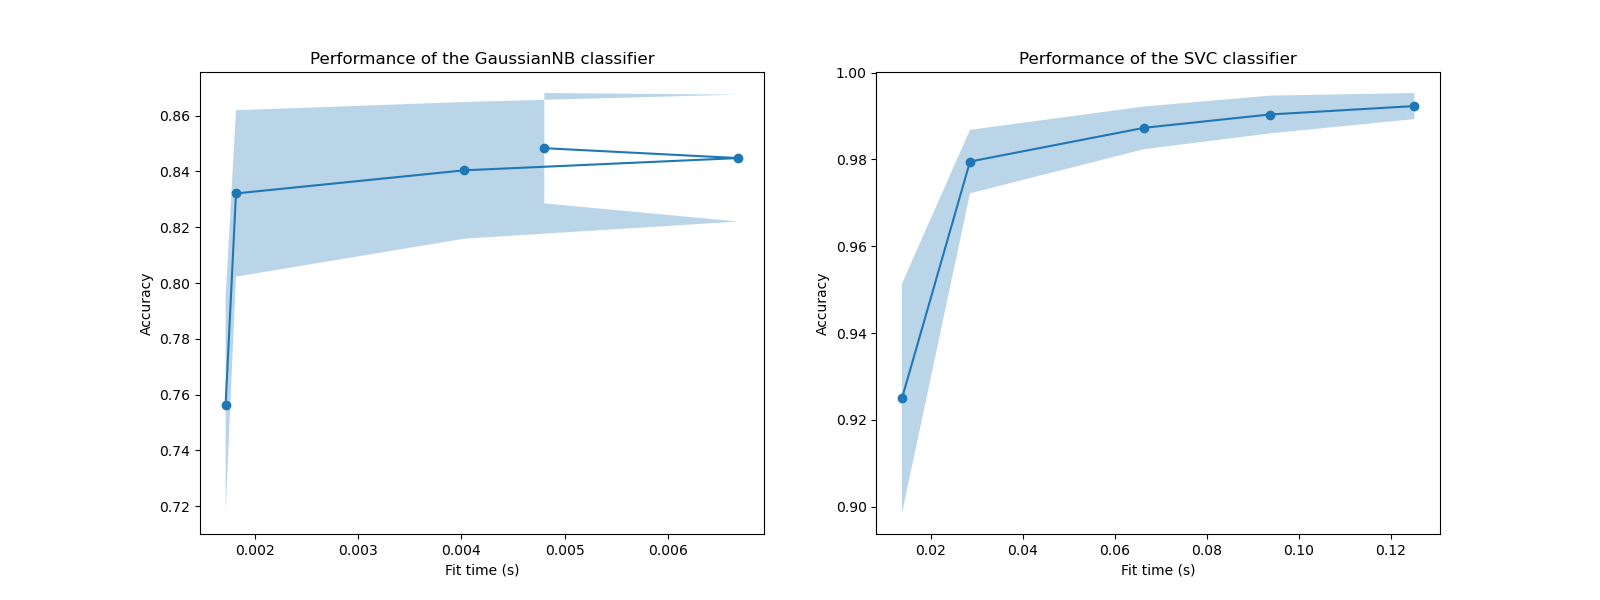 Performance of the GaussianNB classifier
Accuracy
0.86
0.84
0.82
0.80
0.78
0.76
0.74
0.72
0.002 0.003 0.004 0.005 0.006
Fit time (s)
Performance of the SVC classifier
Accuracy
1.00
0.98
0.96
0.94
0.92
0.90
0.02 0.04 0.06 0.08 0.10 0.12
Fit time (s)